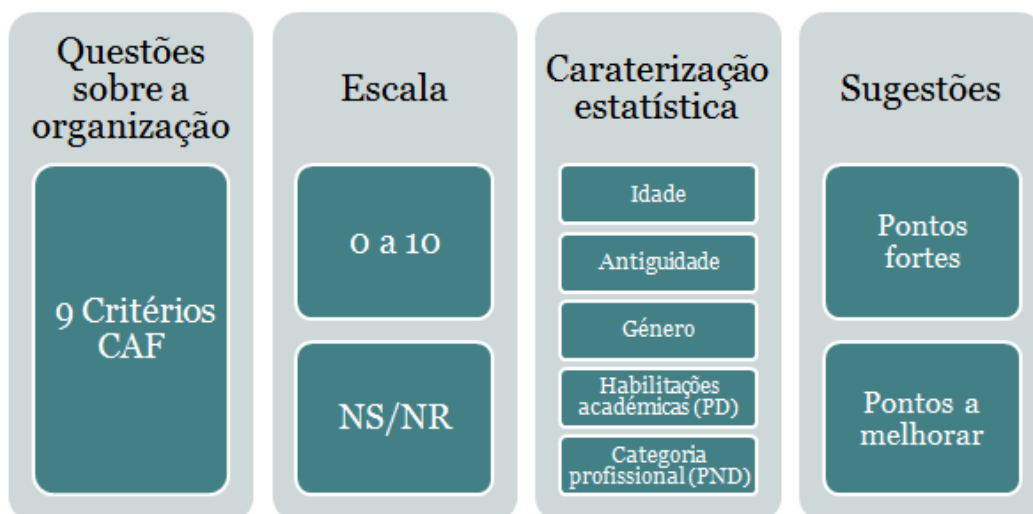 Questões
sobre a
organização
9 Critérios
CAF
Escala
0 a 10
NS/NR
Caraterização
estatística
Idade
Antiguidade
Género
Habilitações
académicas (PD)
Categoria
profissional (PND)
Sugestões
Pontos
fortes
Pontos a
melhorar